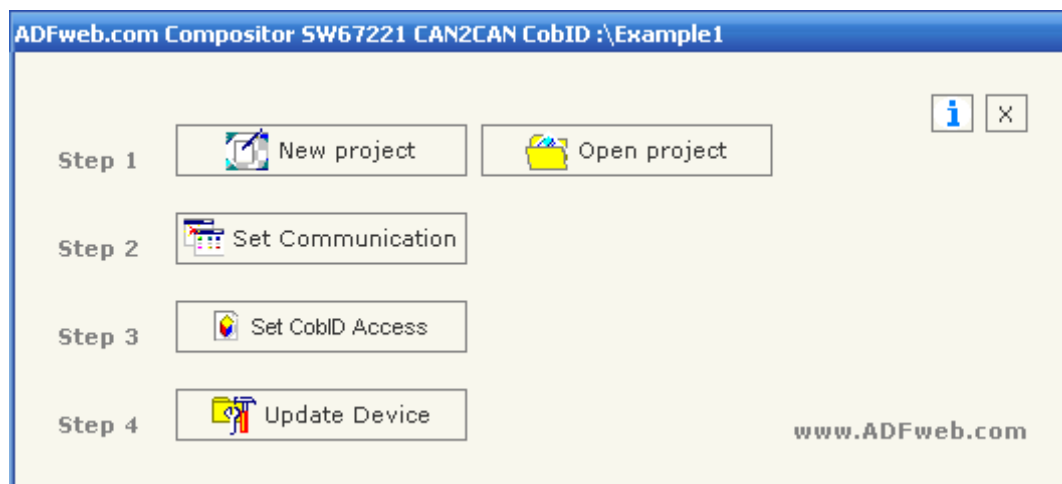 ADFweb.com Compositor SW67221 CAN2CAN CobID :\Example1
i X
Step 1 New project Open project
Step 2 Set Communication
Step 3 Set CobID Access
Step 4 Update Device
www.ADFweb.com